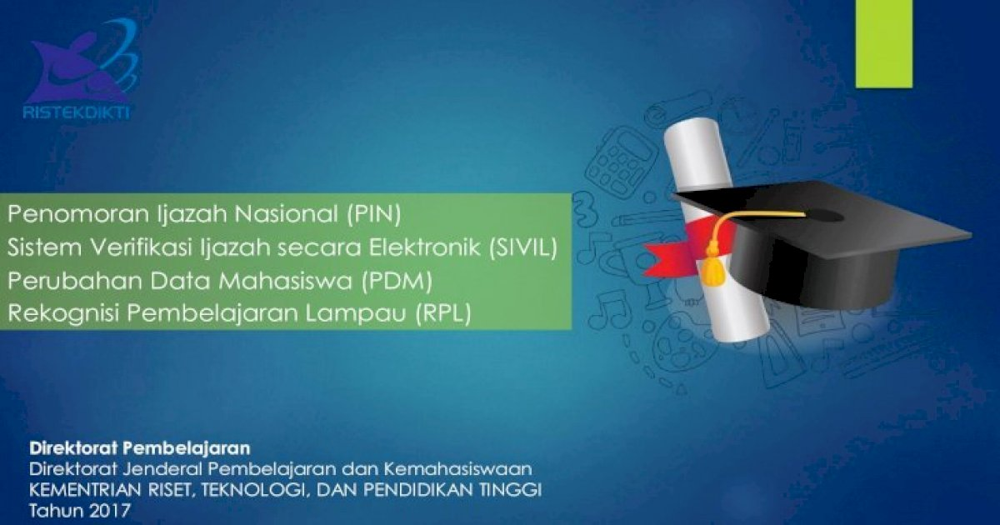 RISTEKDIKTI
Penomoran Ijazah Nasional (PIN)
Sistem Verifikasi Ijazah secara Elektronik (SIVIL)
Perubahan Data Mahasiswa (PDM)
Rekognisi Pembelajaran Lampau (RPL)
Direktorat Pembelajaran
Direktorat Jenderal Pembelajaran dan Kemahasiswaan
KEMENTRIAN RISET, TEKNOLOGI, DAN PENDIDIKAN TINGGI
Tahun 2017